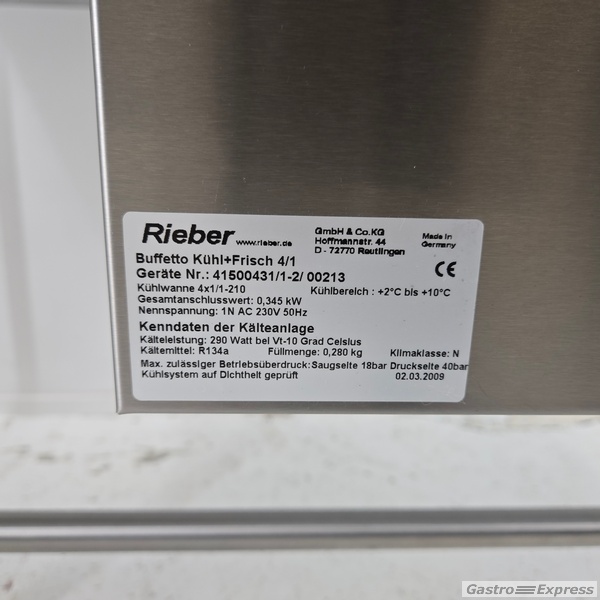 Rieber www.rieber.de
GmbH & Co.KG
Hoffmannstr. 44
D - 72770 Reutlingen
Made in
Germany
CE
Buffetto Kühl+Frisch 4/1
Geräte Nr.: 41500431/1-2/ 00213
Kühlwanne 4x1/1-210 Kühlbereich : +2°C bis +10°C
Gesamtanschlusswert: 0,345 kW
Nennspannung: 1N AC 230V 50Hz
Kenndaten der Kälteanlage
Kälteleistung: 290 Watt bei Vt-10 Grad Celsius
Kältemittel: R134a Füllmenge: 0,280 kg Klimaklasse: N
Max. zulässiger Betriebsüberdruck: Saugseite 18bar Druckseite 40bar
Kühlsystem auf Dichtheit geprüft 02.03.2009
Gastro Express